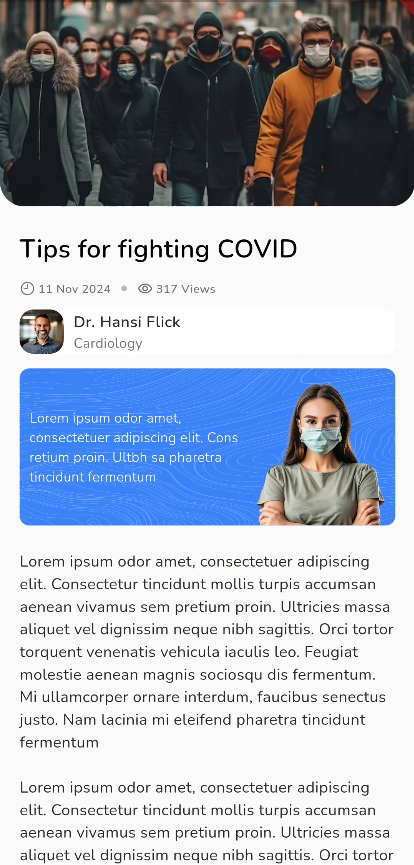 Tips for fighting COVID
11 Nov 2024 317 Views
Dr. Hansi Flick
Cardiology
Lorem ipsum odor amet,
consectetuer adipiscing elit. Cons
retium proin. Ultbh sa pharetra
tincidunt fermentum
Lorem ipsum odor amet, consectetuer adipiscing
elit. Consectetur tincidunt mollis turpis accumsan
aenean vivamus sem pretium proin. Ultricies massa
aliquet vel dignissim neque nibh sagittis. Orci tortor
torquent venenatis vehicula iaculis leo. Feugiat
molestie aenean magnis sociosqu dis fermentum.
Mi ullamcorper ornare interdum, faucibus senectus
justo. Nam lacinia mi eleifend pharetra tincidunt
fermentum
Lorem ipsum odor amet, consectetuer adipiscing
elit. Consectetur tincidunt mollis turpis accumsan
aenean vivamus sem pretium proin. Ultricies massa
aliquet vel dignissim neque nibh sagittis. Orci tortor